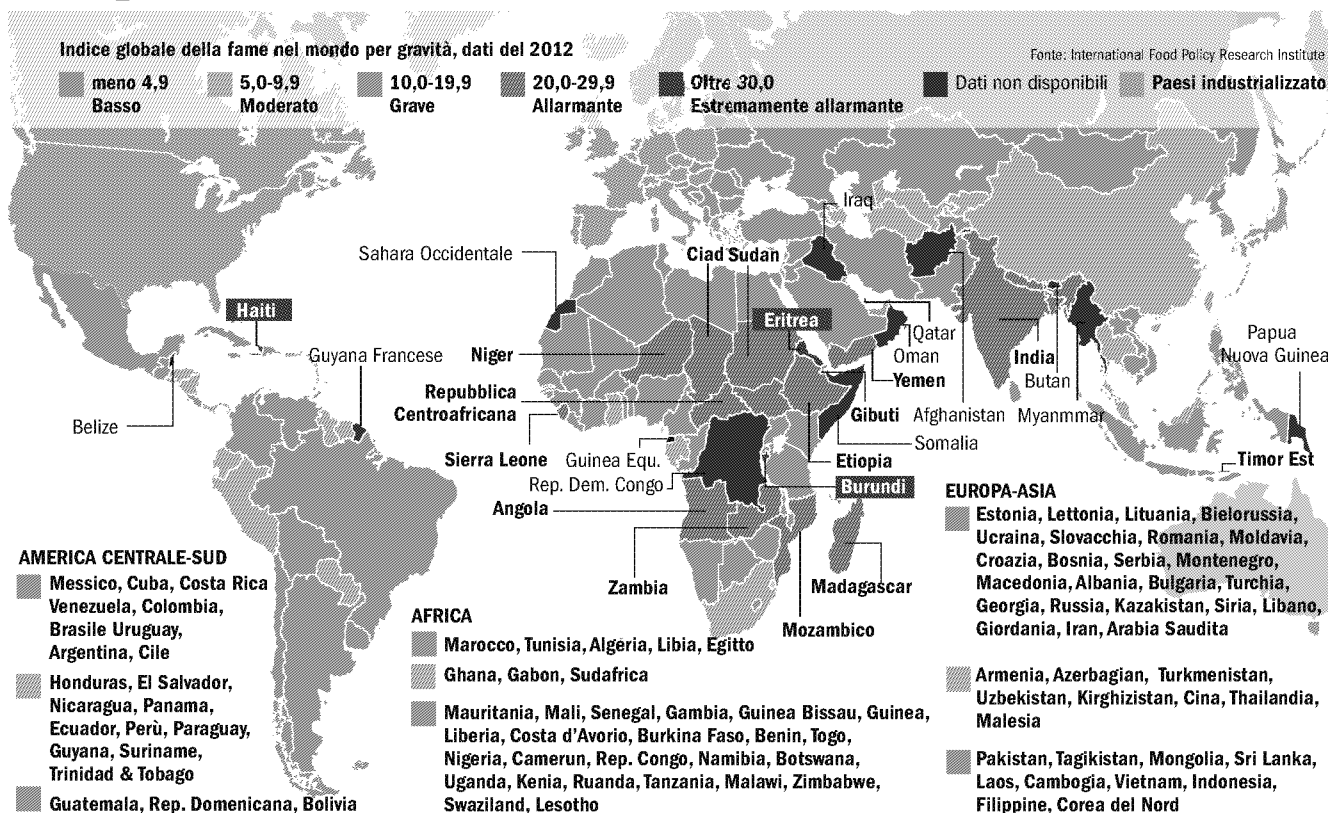 Indice globale della fame nel mondo per gravità, dati del 2012
Fonte: International Food Policy Research Institute
meno 4,9
Basso
5,0-9,9
Moderato
10,0-19,9
Grave
20,0-29,9
Allarmante
Oltre 30,0
Estremamente allarmante
Dati non disponibili
Paesi industrializzato
Iraq
Sahara Occidentale
Ciad
Sudan
Haiti
Eritrea
Qatar
Oman
Yemen
Papua
Nuova Guinea
Guyana Francese
Niger
India
Butan
Repubblica
Centroafricana
Belize
Gibuti
Afghanistan
Myanmmar
Somalia
Sierra Leone
Guinea Equ.
Etiopia
Timor Est
Rep. Dem. Congo
Burundi
Angola
Zambia
Madagascar
Mozambico
AMERICA CENTRALE-SUD
Messico, Cuba, Costa Rica
Venezuela, Colombia,
Brasile Uruguay,
Argentina, Cile
Honduras, El Salvador,
Nicaragua, Panama,
Ecuador, Perù, Paraguay,
Guyana, Suriname,
Trinidad & Tobago
Guatemala, Rep. Domenicana, Bolivia
AFRICA
Marocco, Tunisia, Algeria, Libia, Egitto
Ghana, Gabon, Sudafrica
Mauritania, Mali, Senegal, Gambia, Guinea Bissau, Guinea,
Liberia, Costa d'Avorio, Burkina Faso, Benin, Togo,
Nigeria, Camerun, Rep. Congo, Namibia, Botswana,
Uganda, Kenia, Ruanda, Tanzania, Malawi, Zimbabwe,
Swaziland, Lesotho
EUROPA-ASIA
Estonia, Lettonia, Lituania, Bielorussia,
Ucraina, Slovacchia, Romania, Moldavia,
Croazia, Bosnia, Serbia, Montenegro,
Macedonia, Albania, Bulgaria, Turchia,
Georgia, Russia, Kazakistan, Siria, Libano,
Giordania, Iran, Arabia Saudita
Armenia, Azerbagian, Turkmenistan,
Uzbekistan, Kirghizistan, Cina, Thailandia,
Malesia
Pakistan, Tagikistan, Mongolia, Sri Lanka,
Laos, Cambogia, Vietnam, Indonesia,
Filippine, Corea del Nord